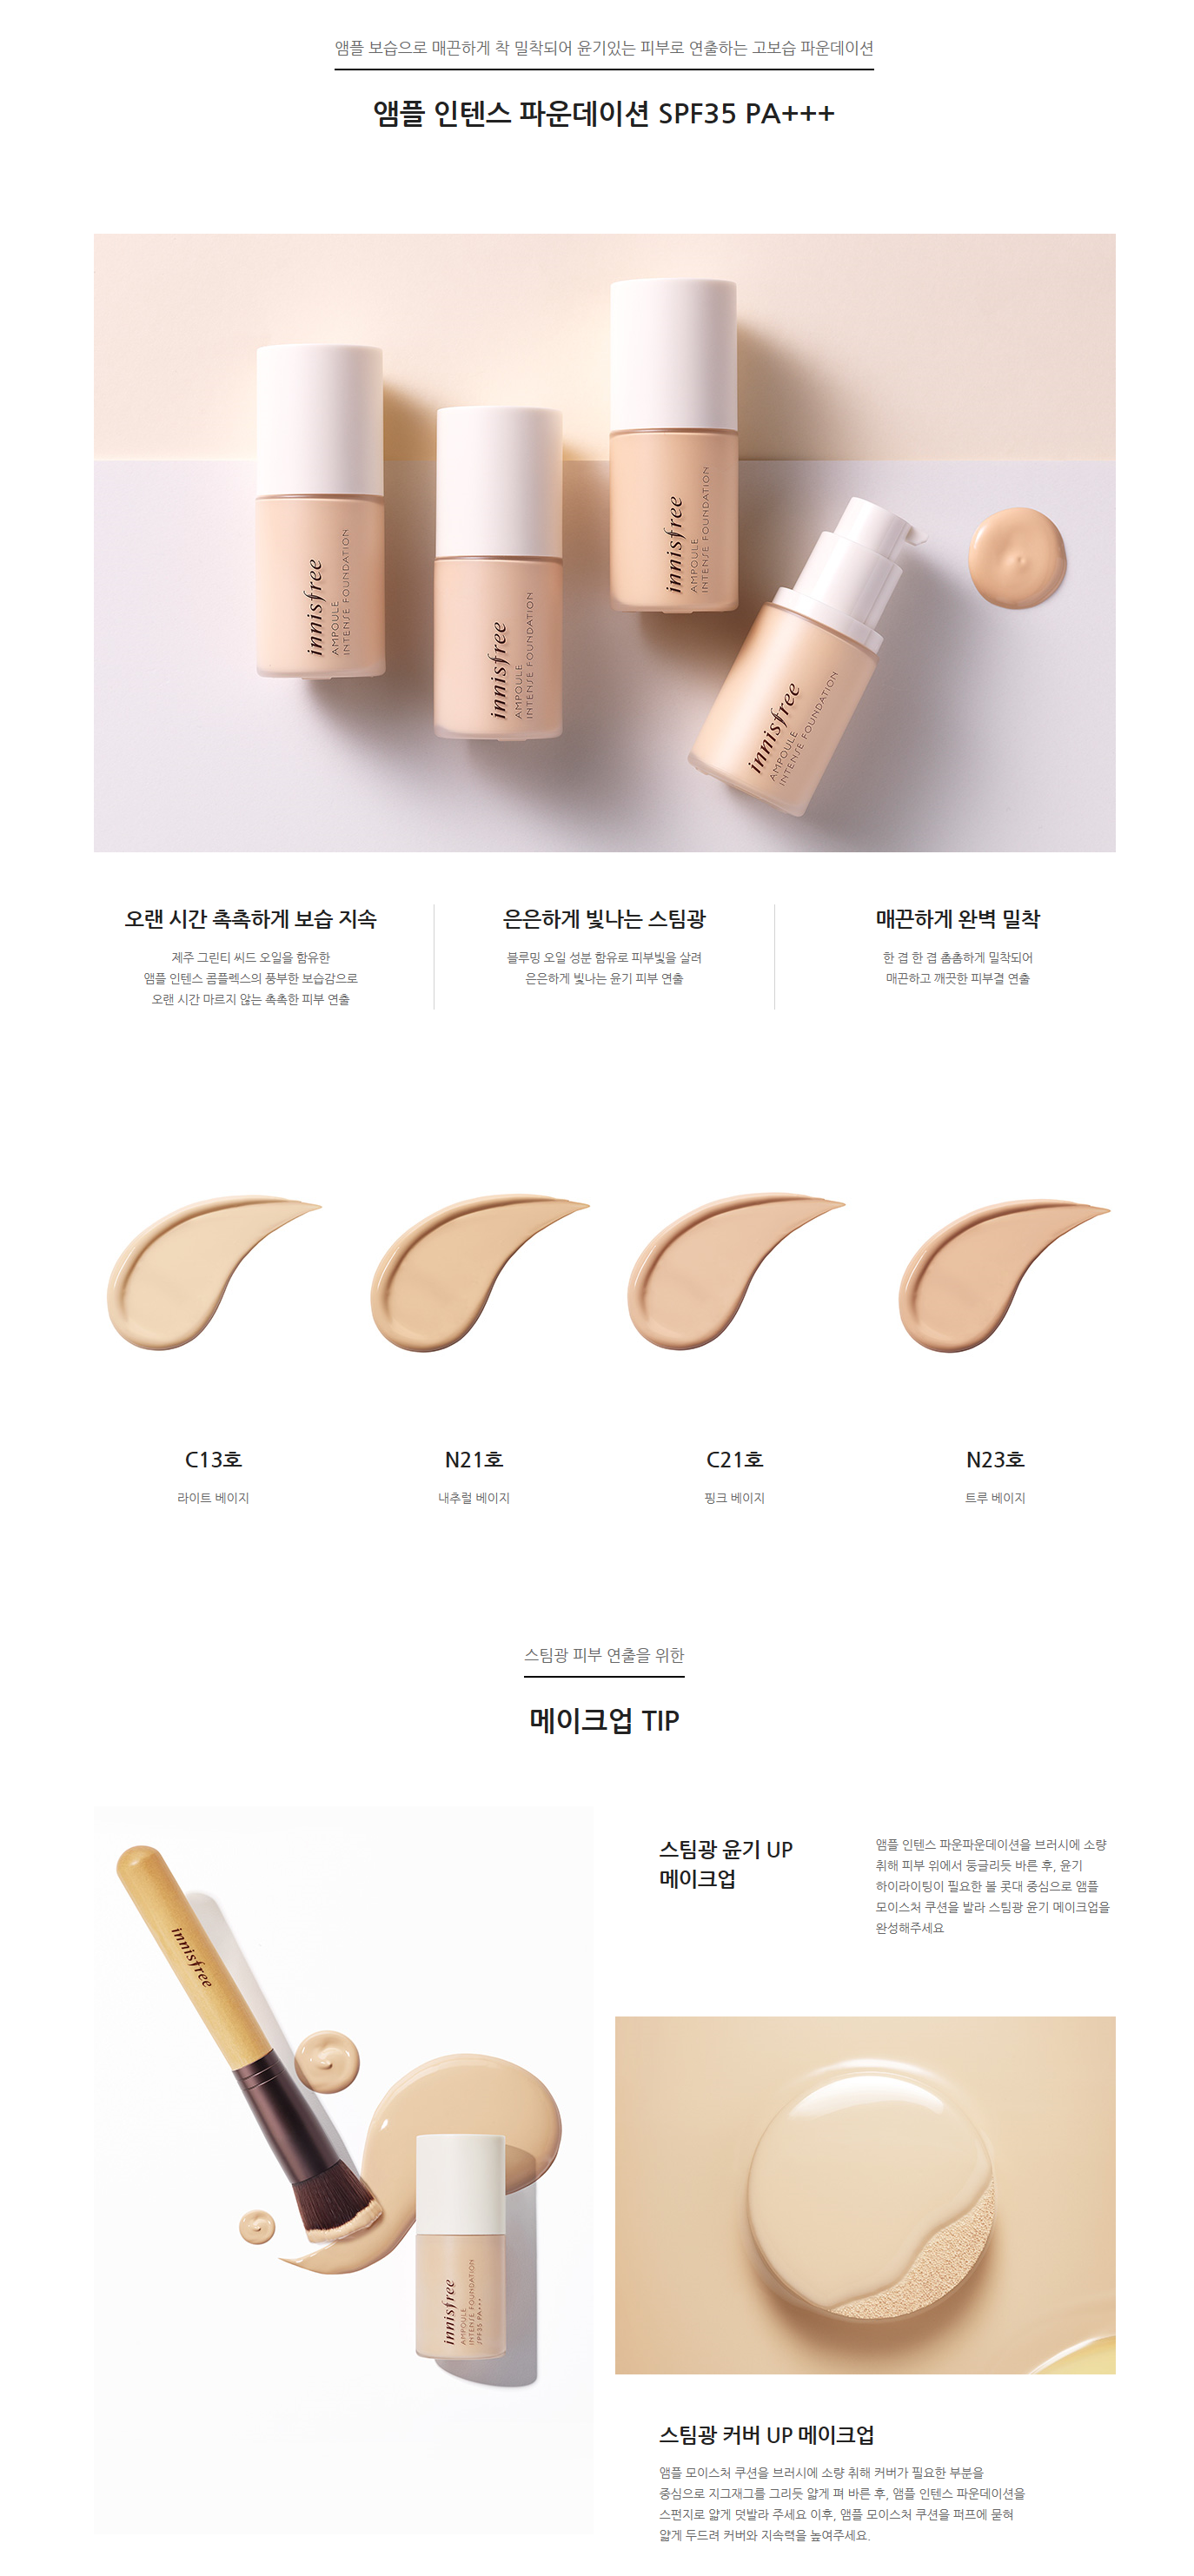 앰플 보습으로 매끈하게 착 밀착되어 윤기있는 피부로 연출하는 고보습 파운데이션
앰플 인텐스 파운데이션 SPF35 PA+++
innisfree
AMPOULE
INTENSE FOUNDATION
innisfree
AMPOULE
INTENSE FOUNDATION
innisfree
AMPOULE
INTENSE FOUNDATION
innisfree
AMPOULE
INTENSE FOUNDATION
오랜 시간 촉촉하게 보습 지속
제주 그린티 씨드 오일을 함유한
앰플 인텐스 콤플렉스의 풍부한 보습감으로
오랜 시간 마르지 않는 촉촉한 피부 연출
은은하게 빛나는 스팀광
블루밍 오일 성분 함유로 피부빛을 살려
은은하게 빛나는 윤기 피부 연출
매끈하게 완벽 밀착
한 겹 한 겹 촘촘하게 밀착되어
매끈하고 깨끗한 피부결 연출
C13호
라이트 베이지
N21호
내추럴 베이지
C21호
핑크 베이지
N23호
트루 베이지
스팀광 피부 연출을 위한
메이크업 TIP
innisfree
innisfree
AMPOULE
INTENSE FOUNDATION
SPF35 PA+++
스팀광 윤기 UP
메이크업
앰플 인텐스 파운파운데이션을 브러시에 소량
취해 피부 위에서 둥글리듯 바른 후, 윤기
하이라이팅이 필요한 볼 콧대 중심으로 앰플
모이스처 쿠션을 발라 스팀광 윤기 메이크업을
완성해주세요
스팀광 커버 UP 메이크업
앰플 모이스처 쿠션을 브러시에 소량 취해 커버가 필요한 부분을
중심으로 지그재그를 그리듯 얇게 펴 바른 후, 앰플 인텐스 파운데이션을
스펀지로 얇게 덧발라 주세요 이후, 앰플 모이스처 쿠션을 퍼프에 묻혀
얇게 두드려 커버와 지속력을 높여주세요.